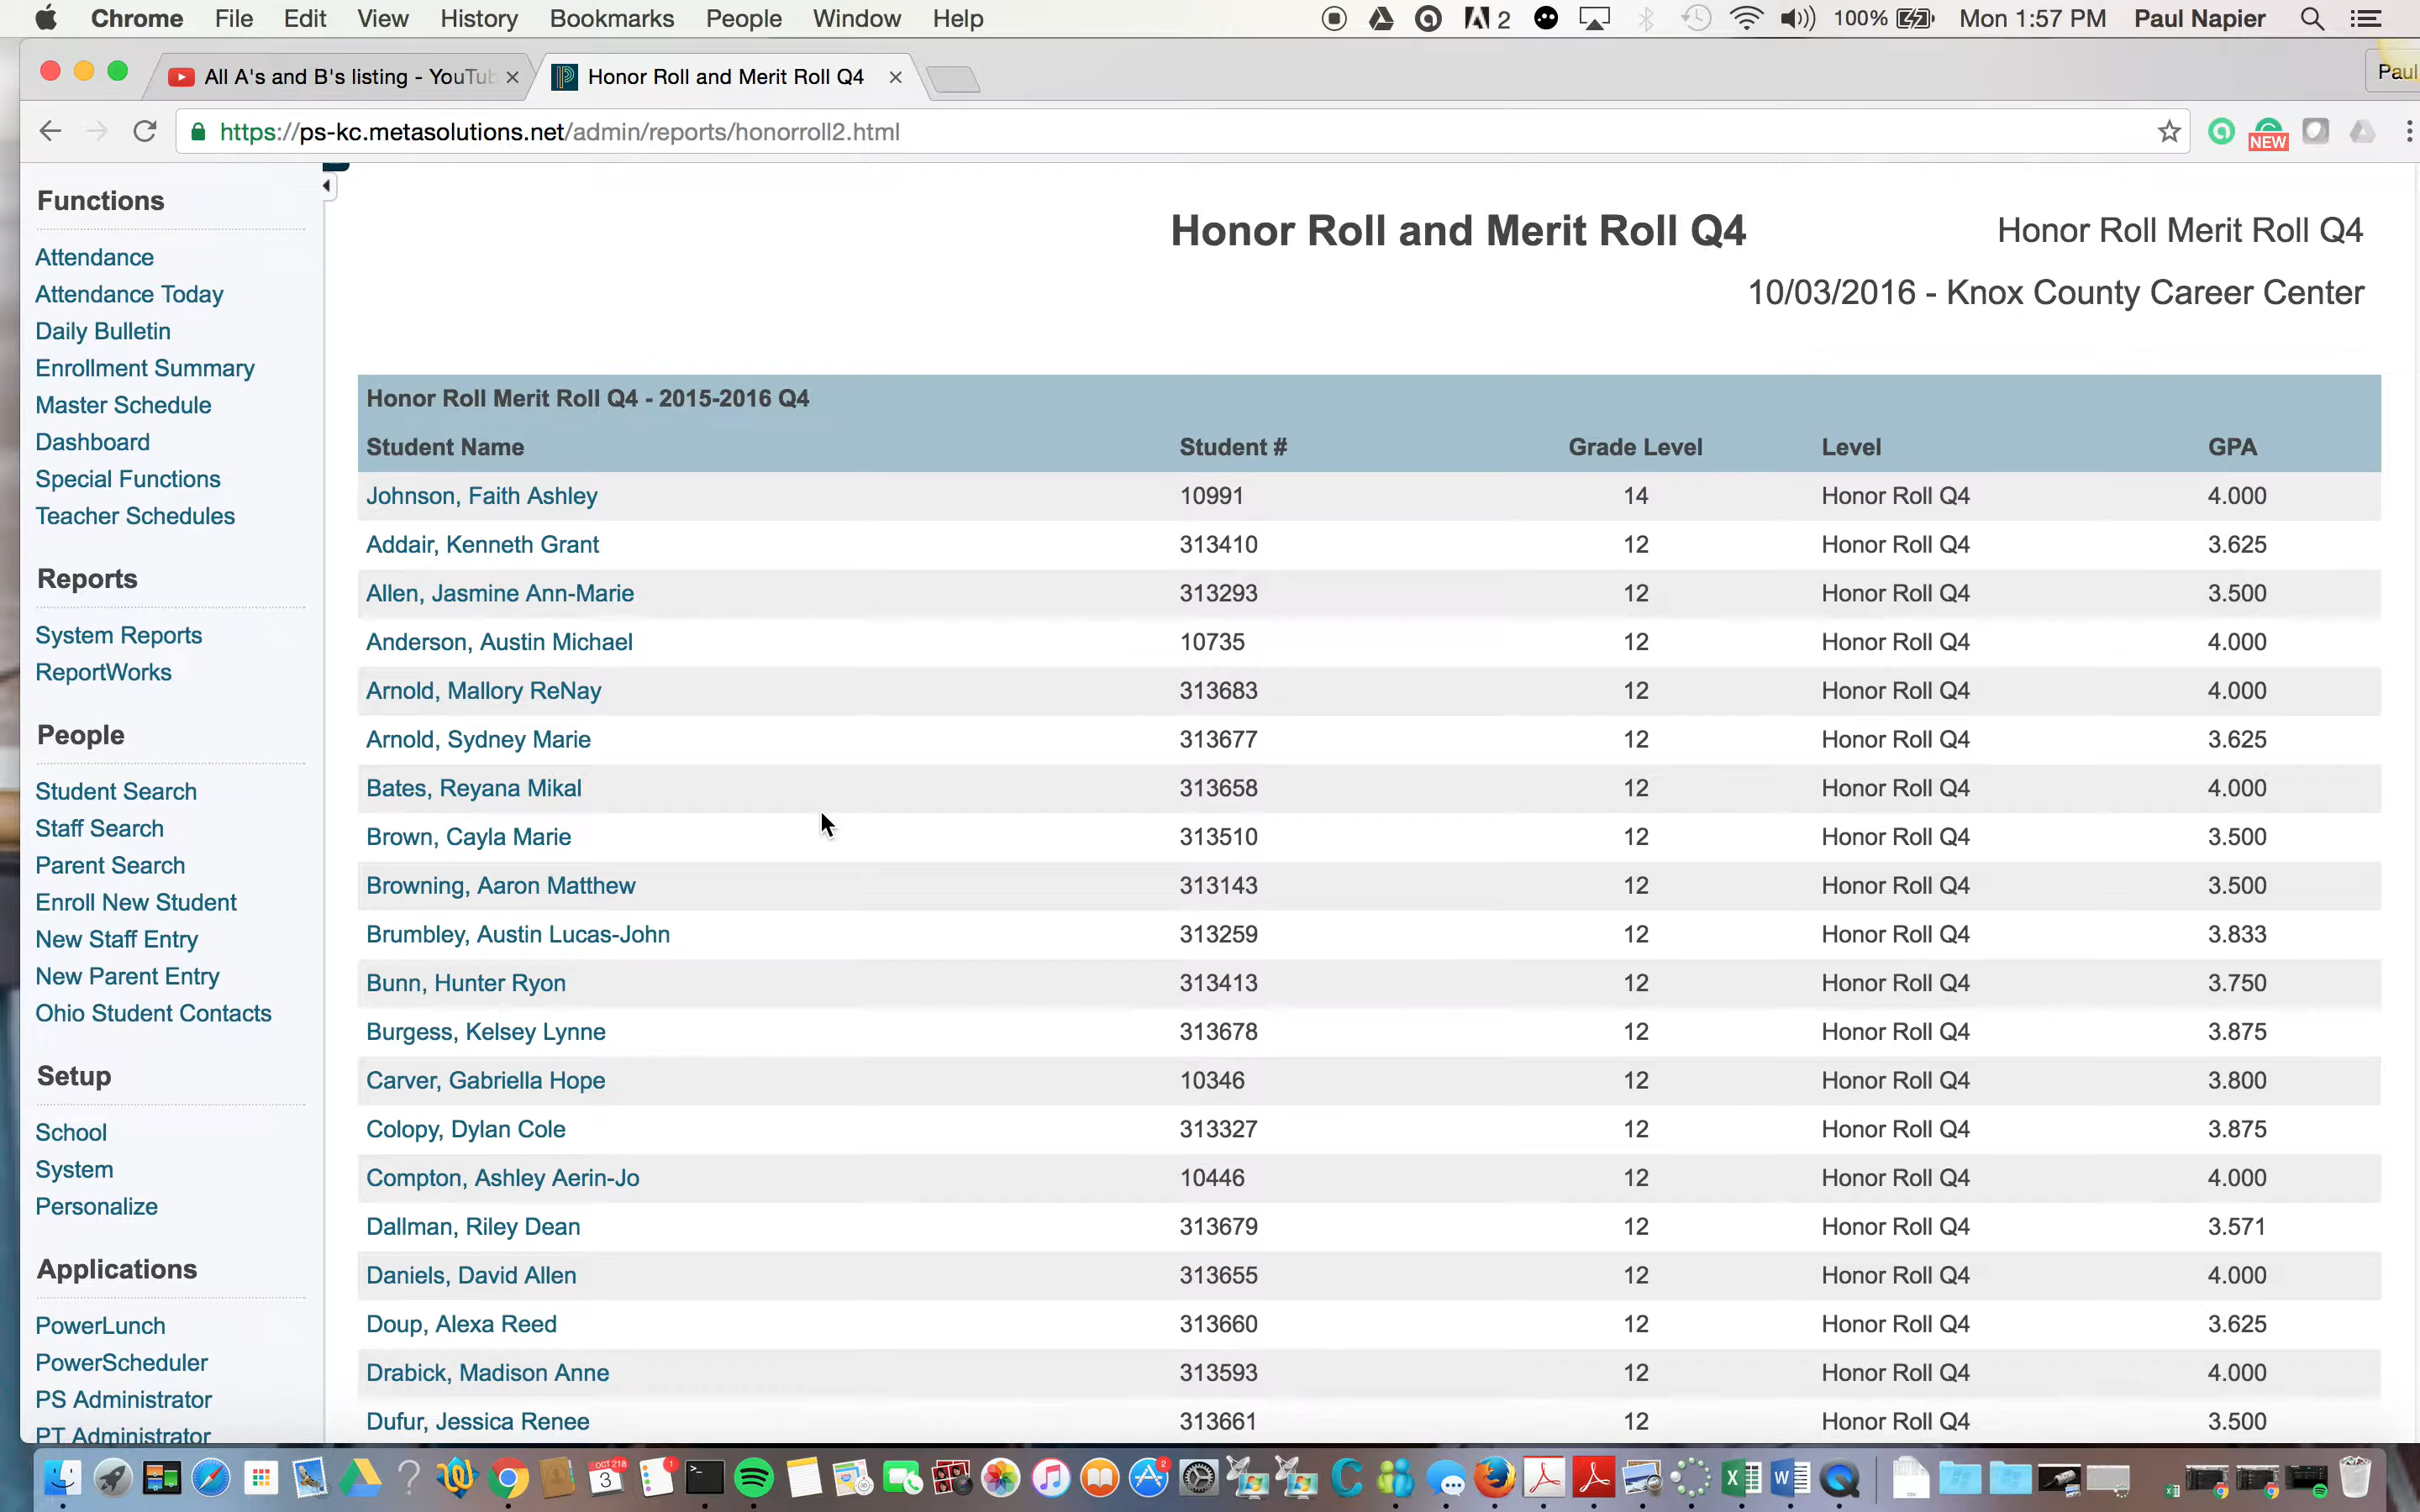 Chrome File Edit View History Bookmarks People Window Help
2 100% Mon 1:57 PM Paul Napier
All A's and B's listing - YouTub
Honor Roll and Merit Roll Q4
Paul
https://ps-kc.metasolutions.net/admin/reports/honorroll2.html
NEW
Functions
Attendance
Attendance Today
Daily Bulletin
Enrollment Summary
Master Schedule
Dashboard
Special Functions
Teacher Schedules
Reports
System Reports
ReportWorks
People
Student Search
Staff Search
Parent Search
Enroll New Student
New Staff Entry
New Parent Entry
Ohio Student Contacts
Setup
School
System
Personalize
Applications
PowerLunch
PowerScheduler
PS Administrator
PT Administrator
Honor Roll and Merit Roll Q4
Honor Roll Merit Roll Q4
10/03/2016 - Knox County Career Center
Honor Roll Merit Roll Q4 - 2015-2016 Q4
Student Name Student # Grade Level Level GPA
Johnson, Faith Ashley 10991 14 Honor Roll Q4 4.000
Addair, Kenneth Grant 313410 12 Honor Roll Q4 3.625
Allen, Jasmine Ann-Marie 313293 12 Honor Roll Q4 3.500
Anderson, Austin Michael 10735 12 Honor Roll Q4 4.000
Arnold, Mallory ReNay 313683 12 Honor Roll Q4 4.000
Arnold, Sydney Marie 313677 12 Honor Roll Q4 3.625
Bates, Reyana Mikal 313658 12 Honor Roll Q4 4.000
Brown, Cayla Marie 313510 12 Honor Roll Q4 3.500
Browning, Aaron Matthew 313143 12 Honor Roll Q4 3.500
Brumbley, Austin Lucas-John 313259 12 Honor Roll Q4 3.833
Bunn, Hunter Ryon 313413 12 Honor Roll Q4 3.750
Burgess, Kelsey Lynne 313678 12 Honor Roll Q4 3.875
Carver, Gabriella Hope 10346 12 Honor Roll Q4 3.800
Colopy, Dylan Cole 313327 12 Honor Roll Q4 3.875
Compton, Ashley Aerin-Jo 10446 12 Honor Roll Q4 4.000
Dallman, Riley Dean 313679 12 Honor Roll Q4 3.571
Daniels, David Allen 313655 12 Honor Roll Q4 4.000
Doup, Alexa Reed 313660 12 Honor Roll Q4 3.625
Drabick, Madison Anne 313593 12 Honor Roll Q4 4.000
Dufur, Jessica Renee 313661 12 Honor Roll Q4 3.500
OCT 218
3 1 2